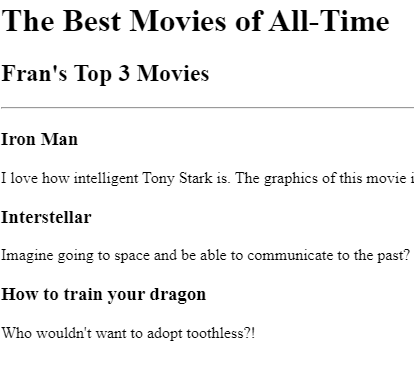 The Best Movies of All-Time
Fran's Top 3 Movies
Iron Man
I love how intelligent Tony Stark is. The graphics of this movie
Interstellar
Imagine going to space and be able to communicate to the past?
How to train your dragon
Who wouldn't want to adopt toothless?!